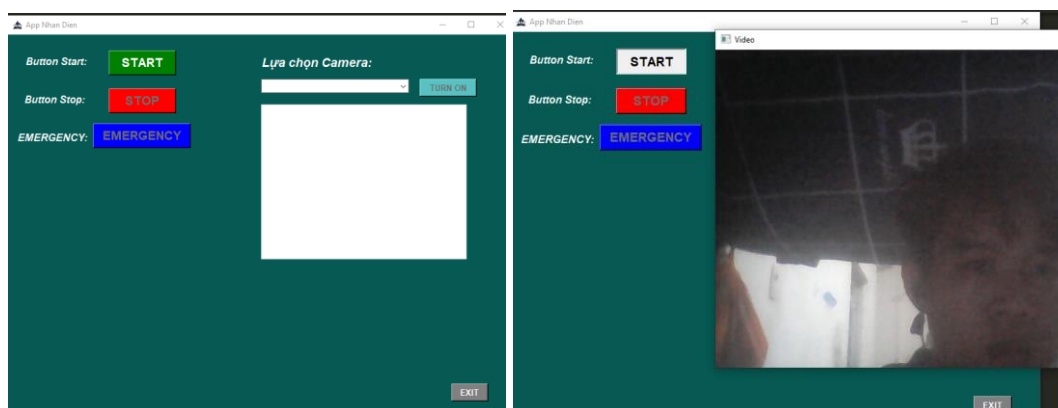 App Nhan Dien
Button Start: START
Lựa chọn Camera:
TURN ON
Button Stop: STOP
EMERGENCY: EMERGENCY
EXIT
App Nhan Dien
Video
Button Start: START
Button Stop: STOP
EMERGENCY: EMERGENCY
EXIT